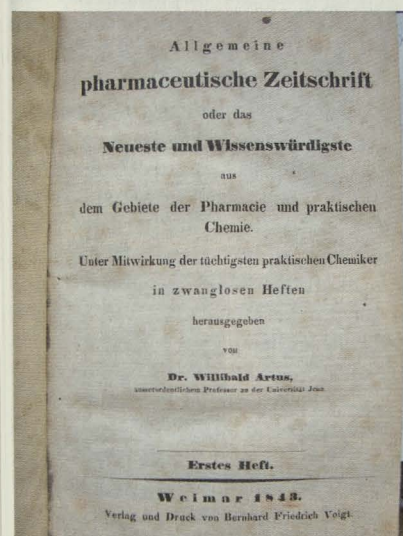 Allgemeine
pharmaceutische Zeitschrift
oder das
Neueste und Wissenswürdigste
aus
dem Gebiete der Pharmacie und praktischen
Chemie.
Unter Mitwirkung der tüchtigsten praktischen Chemiker
in zwanglosen Heften
herausgegeben
von
Dr. Willibald Artus,
ausserordentlichem Professor an der Universität Jena.
Erstes Heft.
Weimar 1843.
Verlag und Druck von Bernhard Friedrich Voigt.